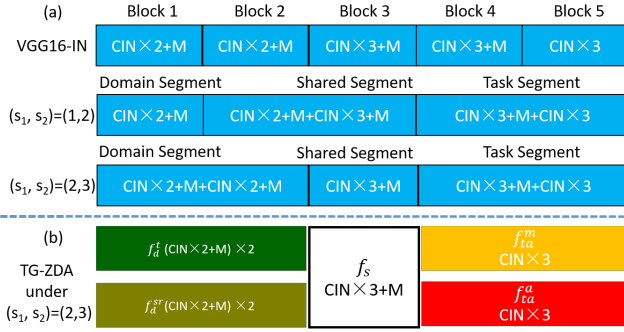 (a) Block 1 Block 2 Block 3 Block 4 Block 5
VGG16-IN CIN×2+M CIN×2+M CIN×3+M CIN×3+M CIN×3
Domain Segment Shared Segment Task Segment
(s₁, s₂)=(1,2) CIN×2+M CIN×2+M+CIN×3+M CIN×3+M+CIN×3
Domain Segment Shared Segment Task Segment
(s₁, s₂)=(2,3) CIN×2+M+CIN×2+M CIN×3+M CIN×3+M+CIN×3
(b)
TG-ZDA
under
(s₁, s₂)=(2,3)
f_d^t (CIN×2+M) ×2
f_d^sr (CIN×2+M) ×2
f_s
CIN×3+M
f_ta^m
CIN×3
f_ta^a
CIN×3